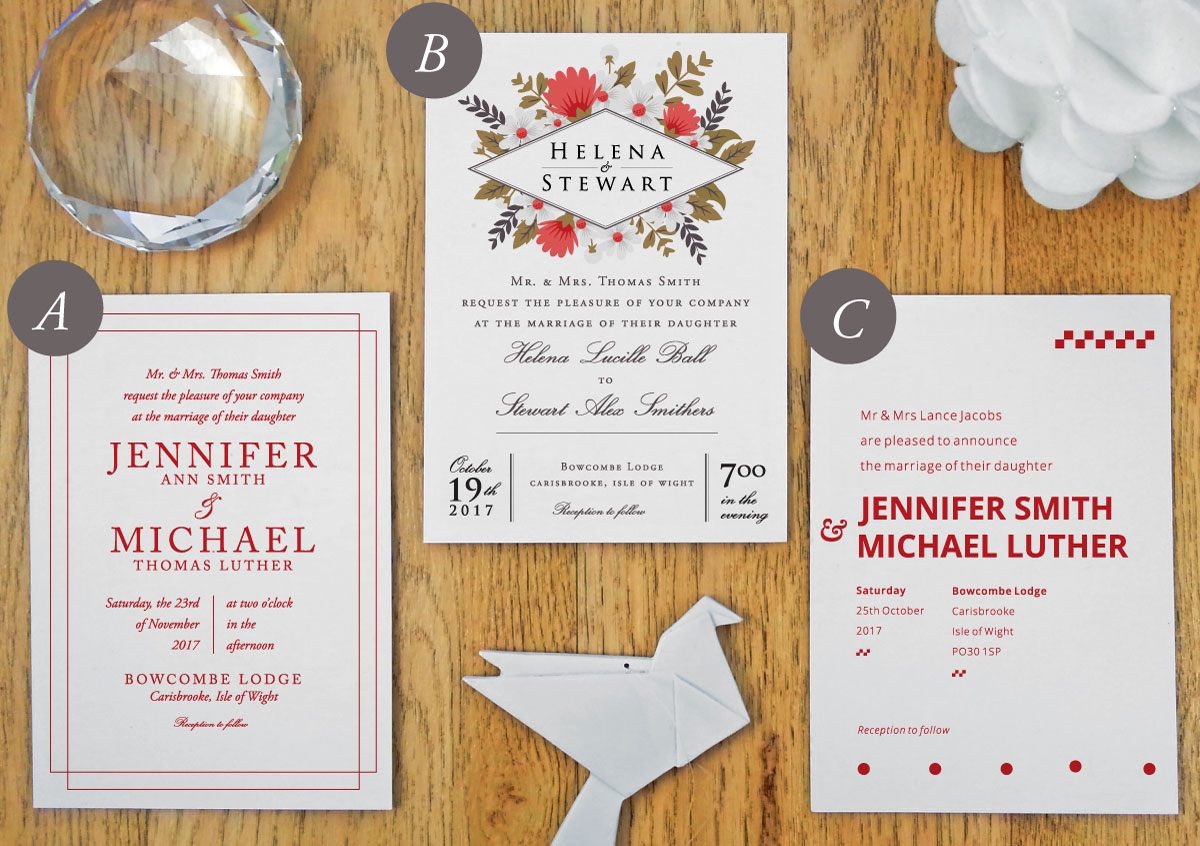 A
Mr. & Mrs. Thomas Smith
request the pleasure of your company
at the marriage of their daughter
JENNIFER
ANN SMITH
&
MICHAEL
THOMAS LUTHER
Saturday, the 23rd
of November
2017
at two o'clock
in the
afternoon
BOWCOMBE LODGE
Carisbrooke, Isle of Wight
Reception to follow
B
HELENA
&
STEWART
MR. & MRS. THOMAS SMITH
REQUEST THE PLEASURE OF YOUR COMPANY
AT THE MARRIAGE OF THEIR DAUGHTER
Helena Lucille Ball
TO
Stewart Alex Smithers
October
19th
2017
BOWCOMBE LODGE
CARISBROOKE, ISLE OF WIGHT
Reception to follow
700
in the
evening
C
Mr & Mrs Lance Jacobs
are pleased to announce
the marriage of their daughter
JENNIFER SMITH
& MICHAEL LUTHER
Saturday
25th October
2017
Bowcombe Lodge
Carisbrooke
Isle of Wight
PO30 1SP
Reception to follow